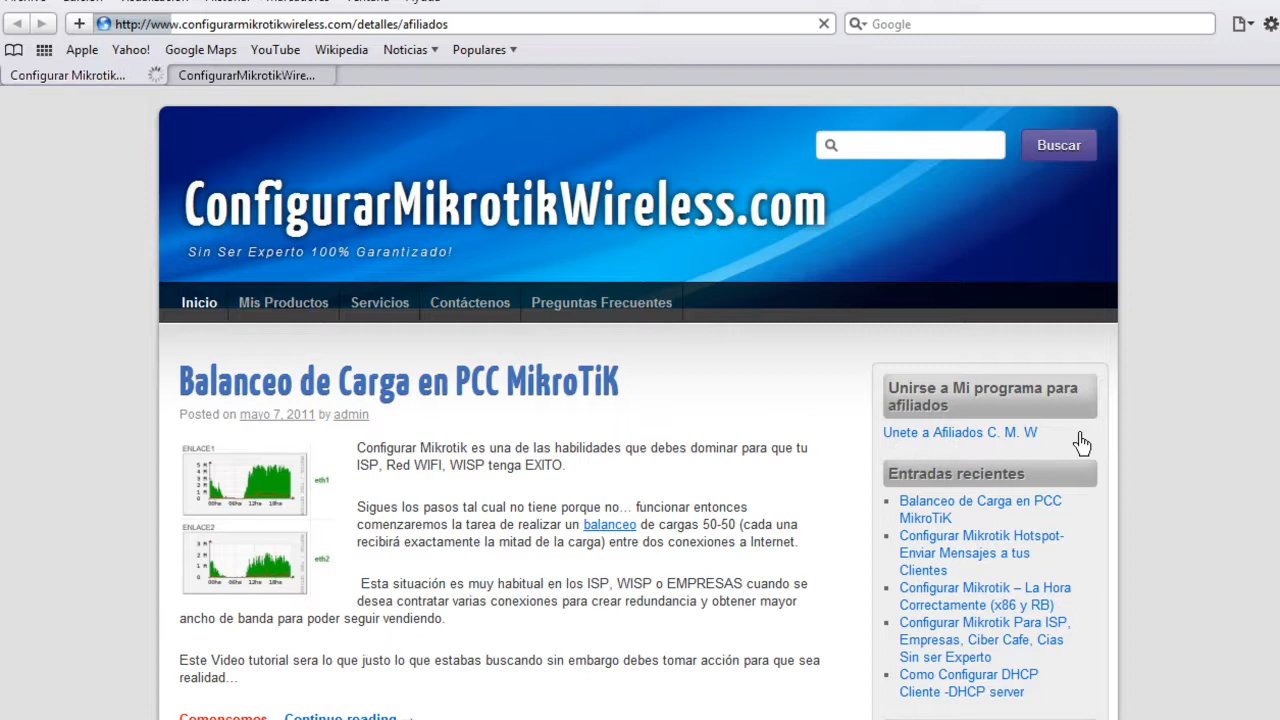 http://www.configurarmikrotikwireless.com/detalles/afiliados
Google
Apple
Yahoo!
Google Maps
YouTube
Wikipedia
Noticias
Populares
Configurar Mikrotik...
ConfigurarMikrotikWire...
Buscar
ConfigurarMikrotikWireless.com
Sin Ser Experto 100% Garantizado!
Inicio
Mis Productos
Servicios
Contáctenos
Preguntas Frecuentes
Balanceo de Carga en PCC MikroTiK
Posted on mayo 7, 2011 by admin
ENLACE1
eth1
ENLACE2
eth2
Configurar Mikrotik es una de las habilidades que debes dominar para que tu
ISP, Red WIFI, WISP tenga EXITO.
Sigues los pasos tal cual no tiene porque no… funcionar entonces
comenzaremos la tarea de realizar un balanceo de cargas 50-50 (cada una
recibirá exactamente la mitad de la carga) entre dos conexiones a Internet.
Esta situación es muy habitual en los ISP, WISP o EMPRESAS cuando se
desea contratar varias conexiones para crear redundancia y obtener mayor
ancho de banda para poder seguir vendiendo.
Este Video tutorial sera lo que justo lo que estabas buscando sin embargo debes tomar acción para que sea
realidad…
Comencemos Continue reading →
Unirse a Mi programa para
afiliados
Unete a Afiliados C. M. W
Entradas recientes
Balanceo de Carga en PCC
MikroTiK
Configurar Mikrotik Hotspot-
Enviar Mensajes a tus
Clientes
Configurar Mikrotik – La Hora
Correctamente (x86 y RB)
Configurar Mikrotik Para ISP,
Empresas, Ciber Cafe, Cias
Sin ser Experto
Como Configurar DHCP
Cliente -DHCP server